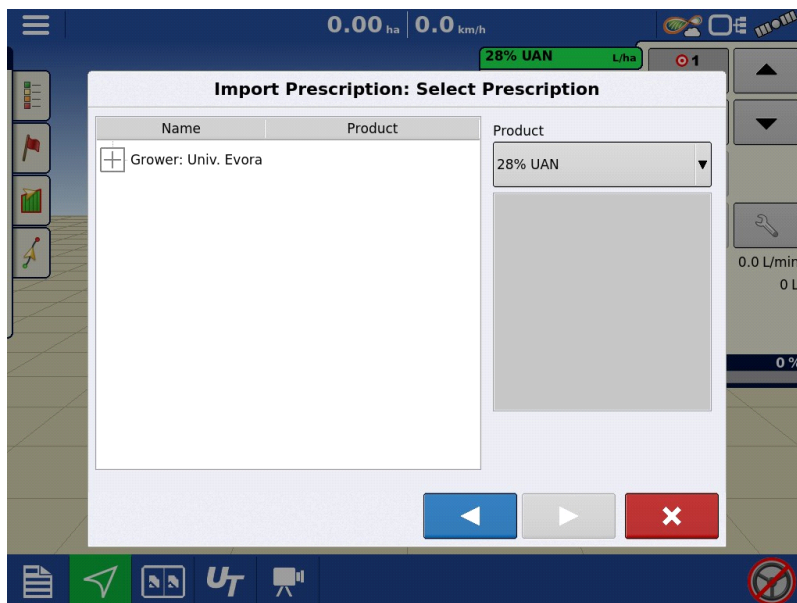 0.00 ha 0.0 km/h
28% UAN L/ha
1
Import Prescription: Select Prescription
Name Product
Product
Grower: Univ. Evora
28% UAN
0.0 L/min
0 L
0 %
UT